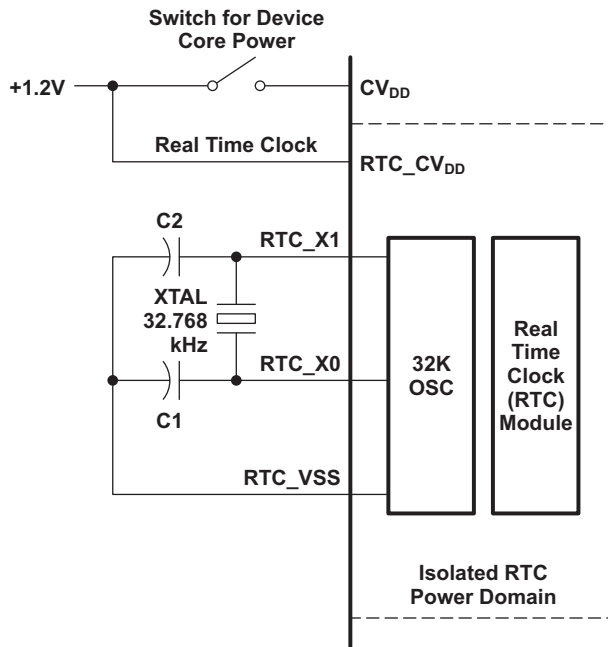 Switch for Device
Core Power
+1.2V
CVDD
Real Time Clock
RTC_CVDD
C2
RTC_X1
XTAL
32.768
kHz
RTC_X0
C1
32K
OSC
Real
Time
Clock
(RTC)
Module
RTC_VSS
Isolated RTC
Power Domain